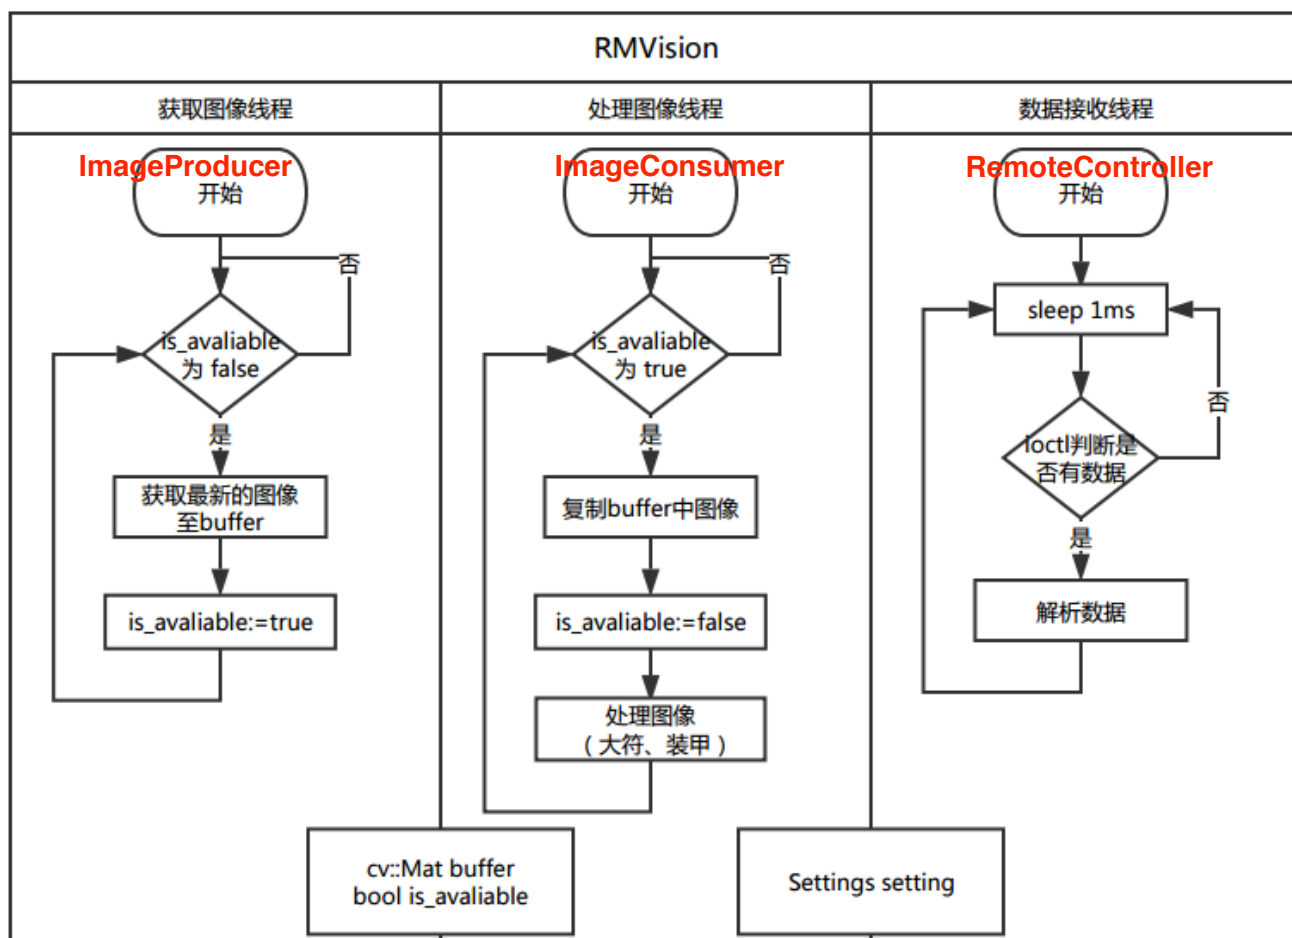 RMVision
获取图像线程
处理图像线程
数据接收线程
ImageProducer
开始
否
is_avaliable
为 false
是
获取最新的图像
至buffer
is_avaliable:=true
ImageConsumer
开始
否
is_avaliable
为 true
是
复制buffer中图像
is_avaliable:=false
处理图像
（大符、装甲）
RemoteController
开始
sleep 1ms
否
ioctl判断是
否有数据
是
解析数据
cv::Mat buffer
bool is_avaliable
Settings setting